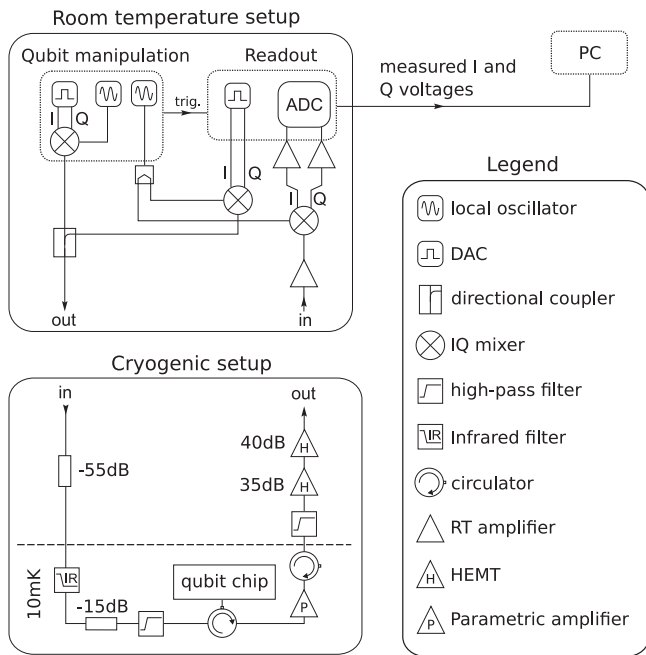 Room temperature setup
Qubit manipulation
Readout
I
Q
trig.
I
Q
ADC
I
Q
out
in
measured I and
Q voltages
PC
Cryogenic setup
in
out
-55dB
40dB
H
35dB
H
10mK
IR
-15dB
qubit chip
P
Legend
local oscillator
DAC
directional coupler
IQ mixer
high-pass filter
IR
Infrared filter
circulator
RT amplifier
H
HEMT
P
Parametric amplifier